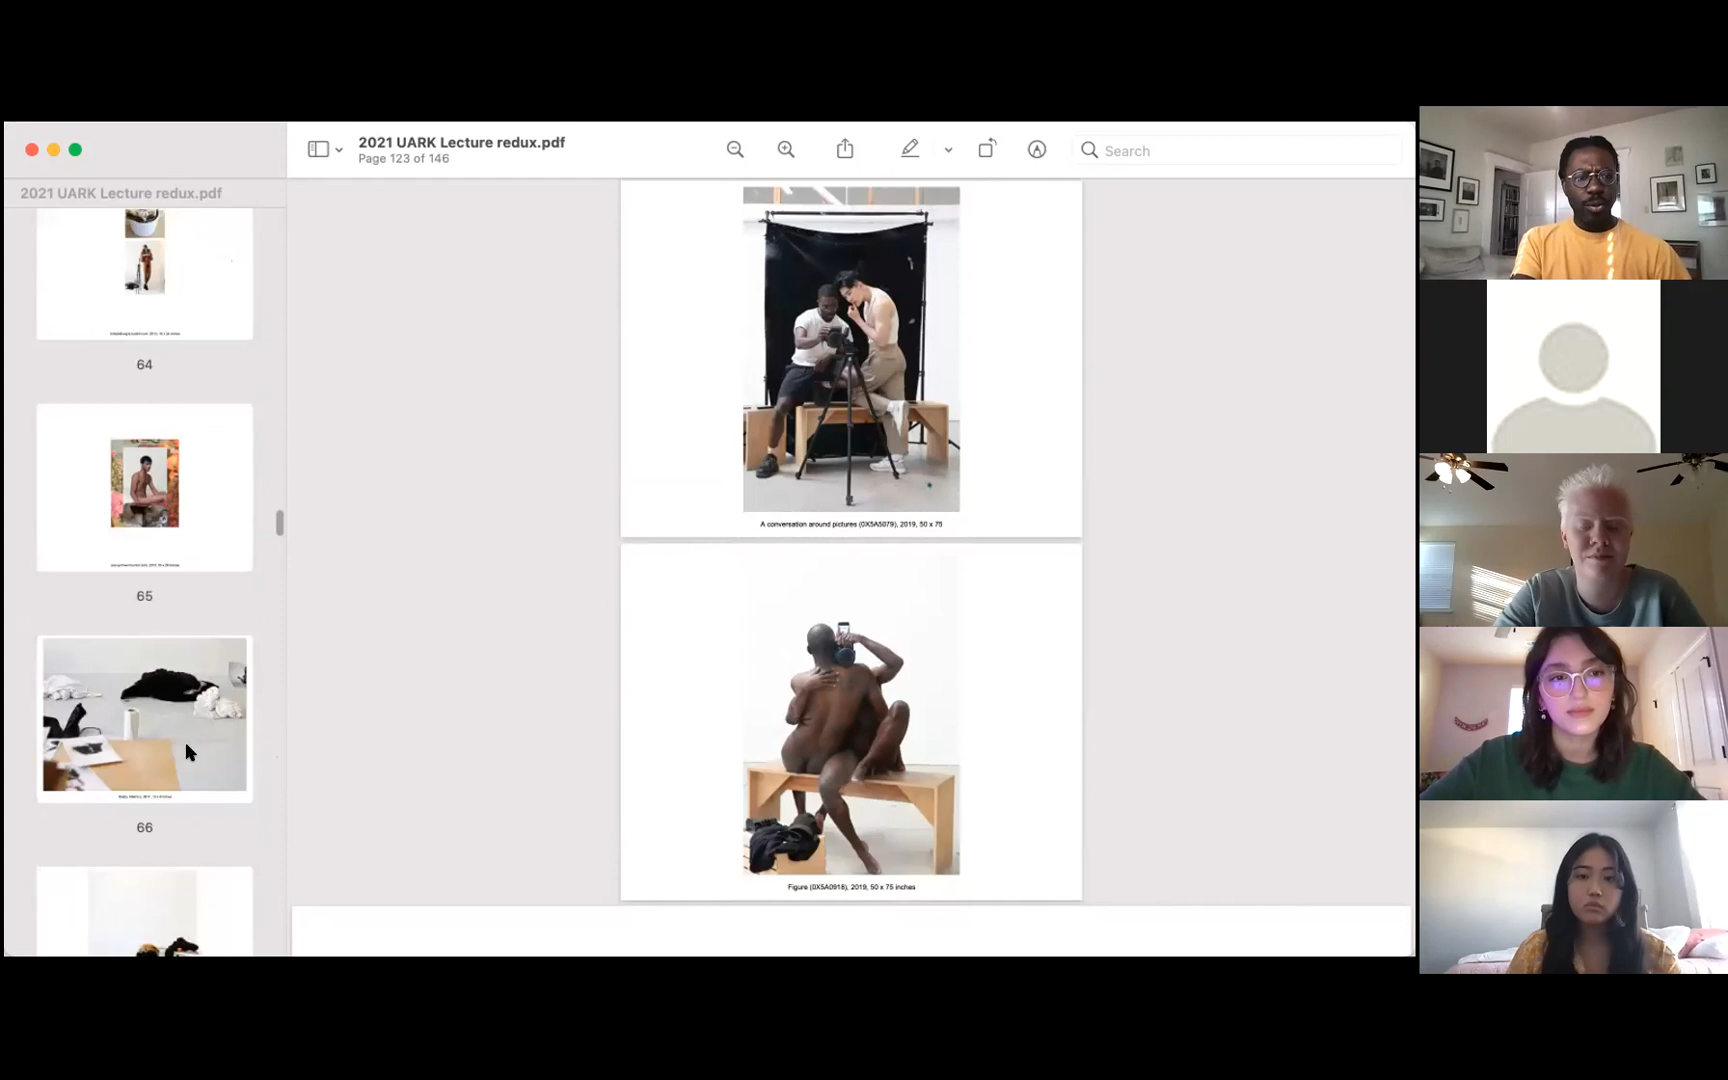 2021 UARK Lecture redux.pdf
Page 123 of 146
Search
2021 UARK Lecture redux.pdf
64
65
66
A conversation around pictures (0X5A5079), 2019, 50 x 75
Figure (0X5A0918), 2019, 50 x 75 inches